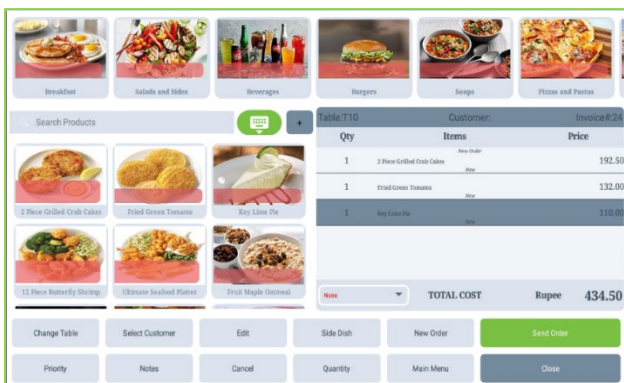 Breakfast
Salads and Sides
Beverages
Burgers
Soups
Pizzas and Pastas
Search Products
+
Table:T10 Customer: Invoice#:24
Qty Items Price
New Order
1 2 Piece Grilled Crab Cakes 192.50
New
1 Fried Green Tomatos 132.00
New
1 Key Lime Pie 110.00
New
2 Piece Grilled Crab Cakes
Fried Green Tomatos
Key Lime Pie
12 Piece Butterfly Shrimp
Ultimate Seafood Platter
Fruit Maple Oatmeal
None TOTAL COST Rupee 434.50
Change Table
Select Customer
Edit
Side Dish
New Order
Send Order
Priority
Notes
Cancel
Quantity
Main Menu
Close